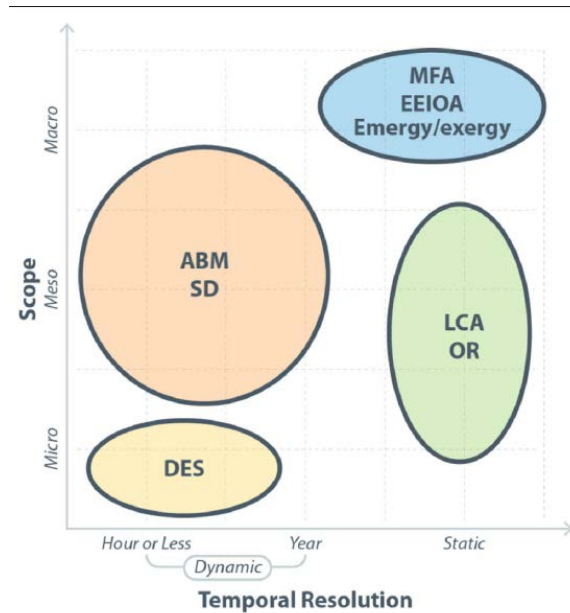 MFA
EEIOA
Emergy/exergy
Macro
ABM
SD
Scope
Meso
LCA
OR
Micro
DES
Hour or Less
Year
Static
Dynamic
Temporal Resolution